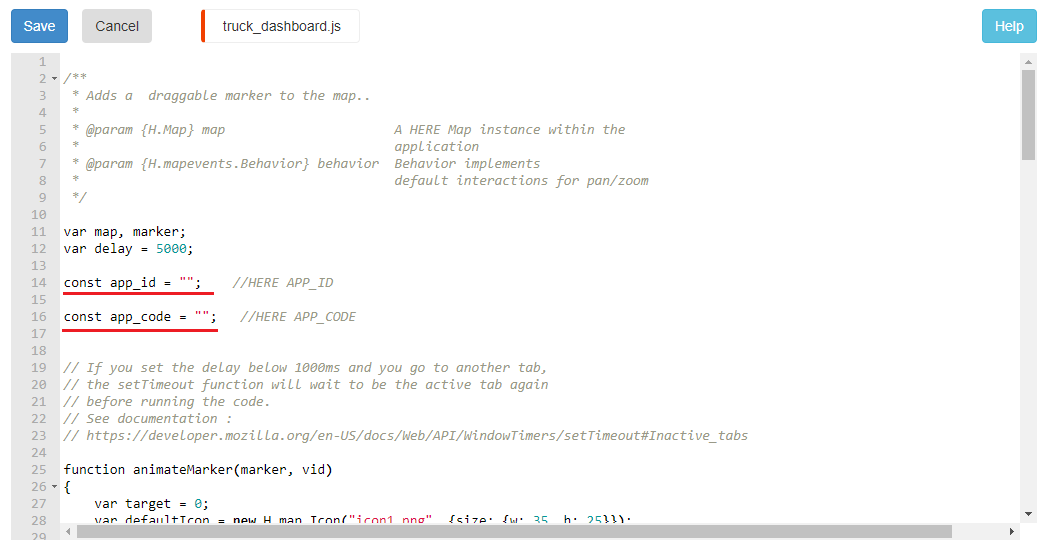 Save Cancel truck_dashboard.js Help
1
2 /**
3 * Adds a  draggable marker to the map..
4 *
5 * @param {H.Map} map                      A HERE Map instance within the
6 *                                         application
7 * @param {H.mapevents.Behavior} behavior  Behavior implements
8 *                                         default interactions for pan/zoom
9 */
10
11 var map, marker;
12 var delay = 5000;
13
14 const app_id = "";    //HERE APP_ID
15
16 const app_code = "";   //HERE APP_CODE
17
18
19 // If you set the delay below 1000ms and you go to another tab,
20 // the setTimeout function will wait to be the active tab again
21 // before running the code.
22 // See documentation :
23 // https://developer.mozilla.org/en-US/docs/Web/API/WindowTimers/setTimeout#Inactive_tabs
24
25 function animateMarker(marker, vid)
26 {
27     var target = 0;
28     var defaultIcon = new H.map.Icon("icon1.png", {size: {w: 35, h: 25}});
29